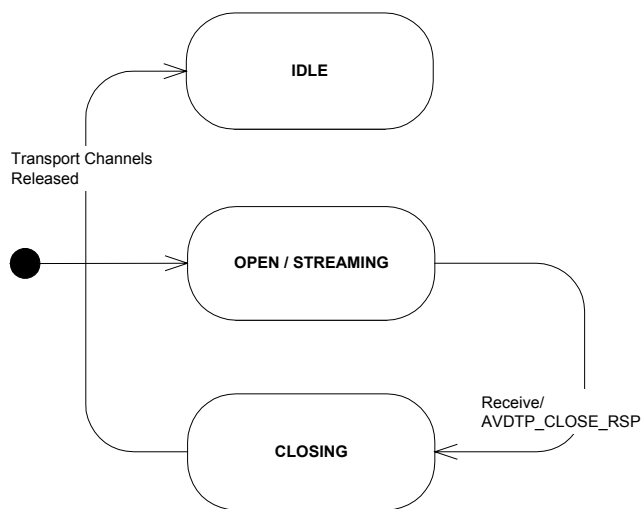 IDLE
Transport Channels
Released
OPEN / STREAMING
Receive/
AVDTP_CLOSE_RSP
CLOSING